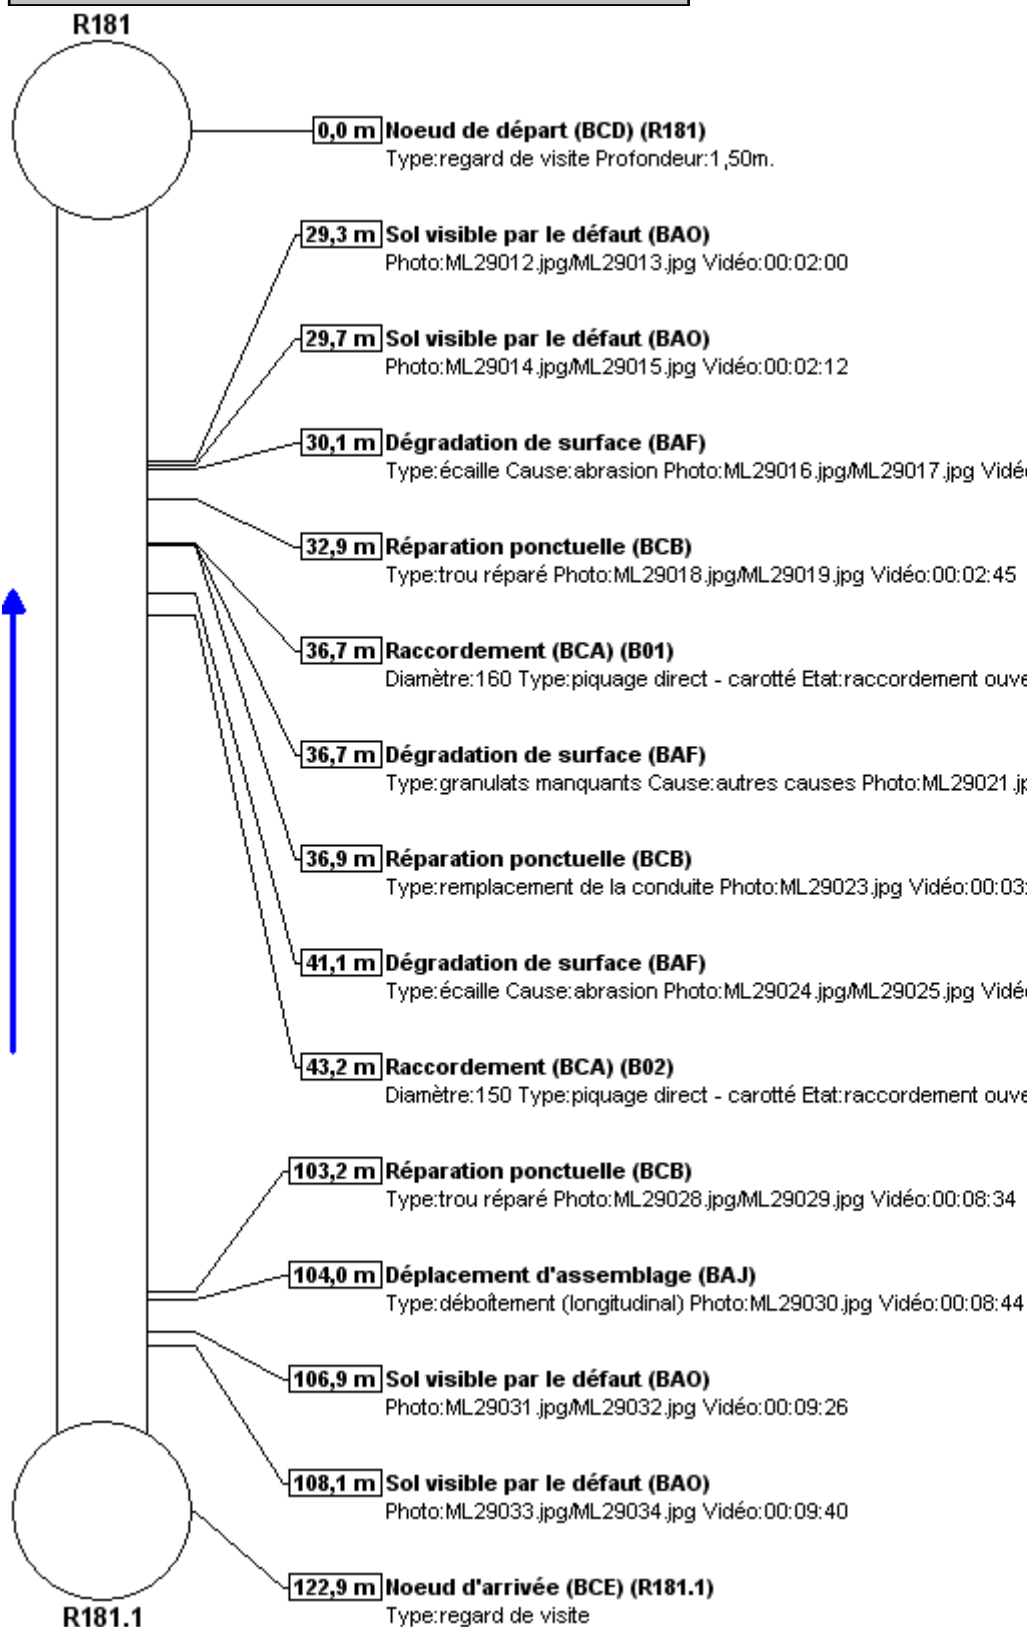 R181
0,0 m Noeud de départ (BCD) (R181)
Type:regard de visite Profondeur:1,50m.
29,3 m Sol visible par le défaut (BAO)
Photo:ML29012.jpg/ML29013.jpg Vidéo:00:02:00
29,7 m Sol visible par le défaut (BAO)
Photo:ML29014.jpg/ML29015.jpg Vidéo:00:02:12
30,1 m Dégradation de surface (BAF)
Type:écaille Cause:abrasion Photo:ML29016.jpg/ML29017.jpg
32,9 m Réparation ponctuelle (BCB)
Type:trou réparé Photo:ML29018.jpg/ML29019.jpg Vidéo:00:02:45
36,7 m Raccordement (BCA) (B01)
Diamètre:160 Type:piquage direct - carotté Etat:raccordement
36,7 m Dégradation de surface (BAF)
Type:granulats manquants Cause:autres causes
36,9 m Réparation ponctuelle (BCB)
Type:remplacement de la conduite Photo:ML29023.jpg Vidéo:00:03:
41,1 m Dégradation de surface (BAF)
Type:écaille Cause:abrasion Photo:ML29024.jpg/ML29025.jpg
43,2 m Raccordement (BCA) (B02)
Diamètre:150 Type:piquage direct - carotté Etat:raccordement
103,2 m Réparation ponctuelle (BCB)
Type:trou réparé Photo:ML29028.jpg/ML29029.jpg Vidéo:00:08:34
104,0 m Déplacement d'assemblage (BAJ)
Type:déboîtement (longitudinal) Photo:ML29030.jpg Vidéo:00:08:44
106,9 m Sol visible par le défaut (BAO)
Photo:ML29031.jpg/ML29032.jpg Vidéo:00:09:26
108,1 m Sol visible par le défaut (BAO)
Photo:ML29033.jpg/ML29034.jpg Vidéo:00:09:40
122,9 m Noeud d'arrivée (BCE) (R181.1)
Type:regard de visite
R181.1